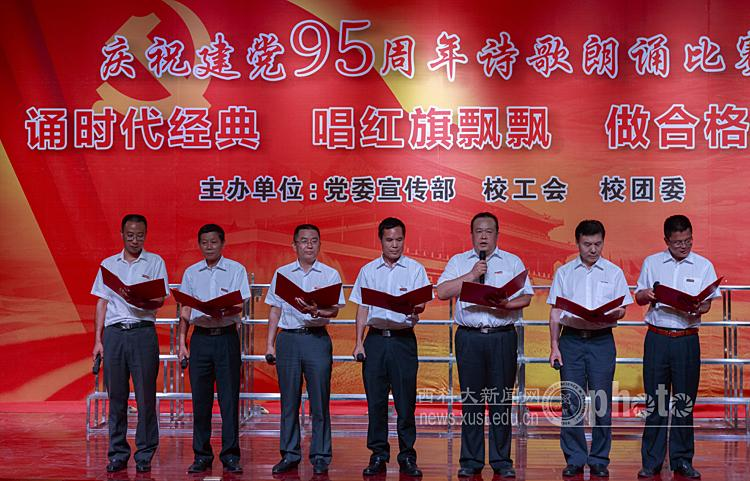 庆祝建党95周年诗歌朗诵比赛
诵时代经典 唱红旗飘飘 做合格
主办单位:党委宣传部 校工会 校团委
西科大新闻网 photo
news.xust.edu.cn